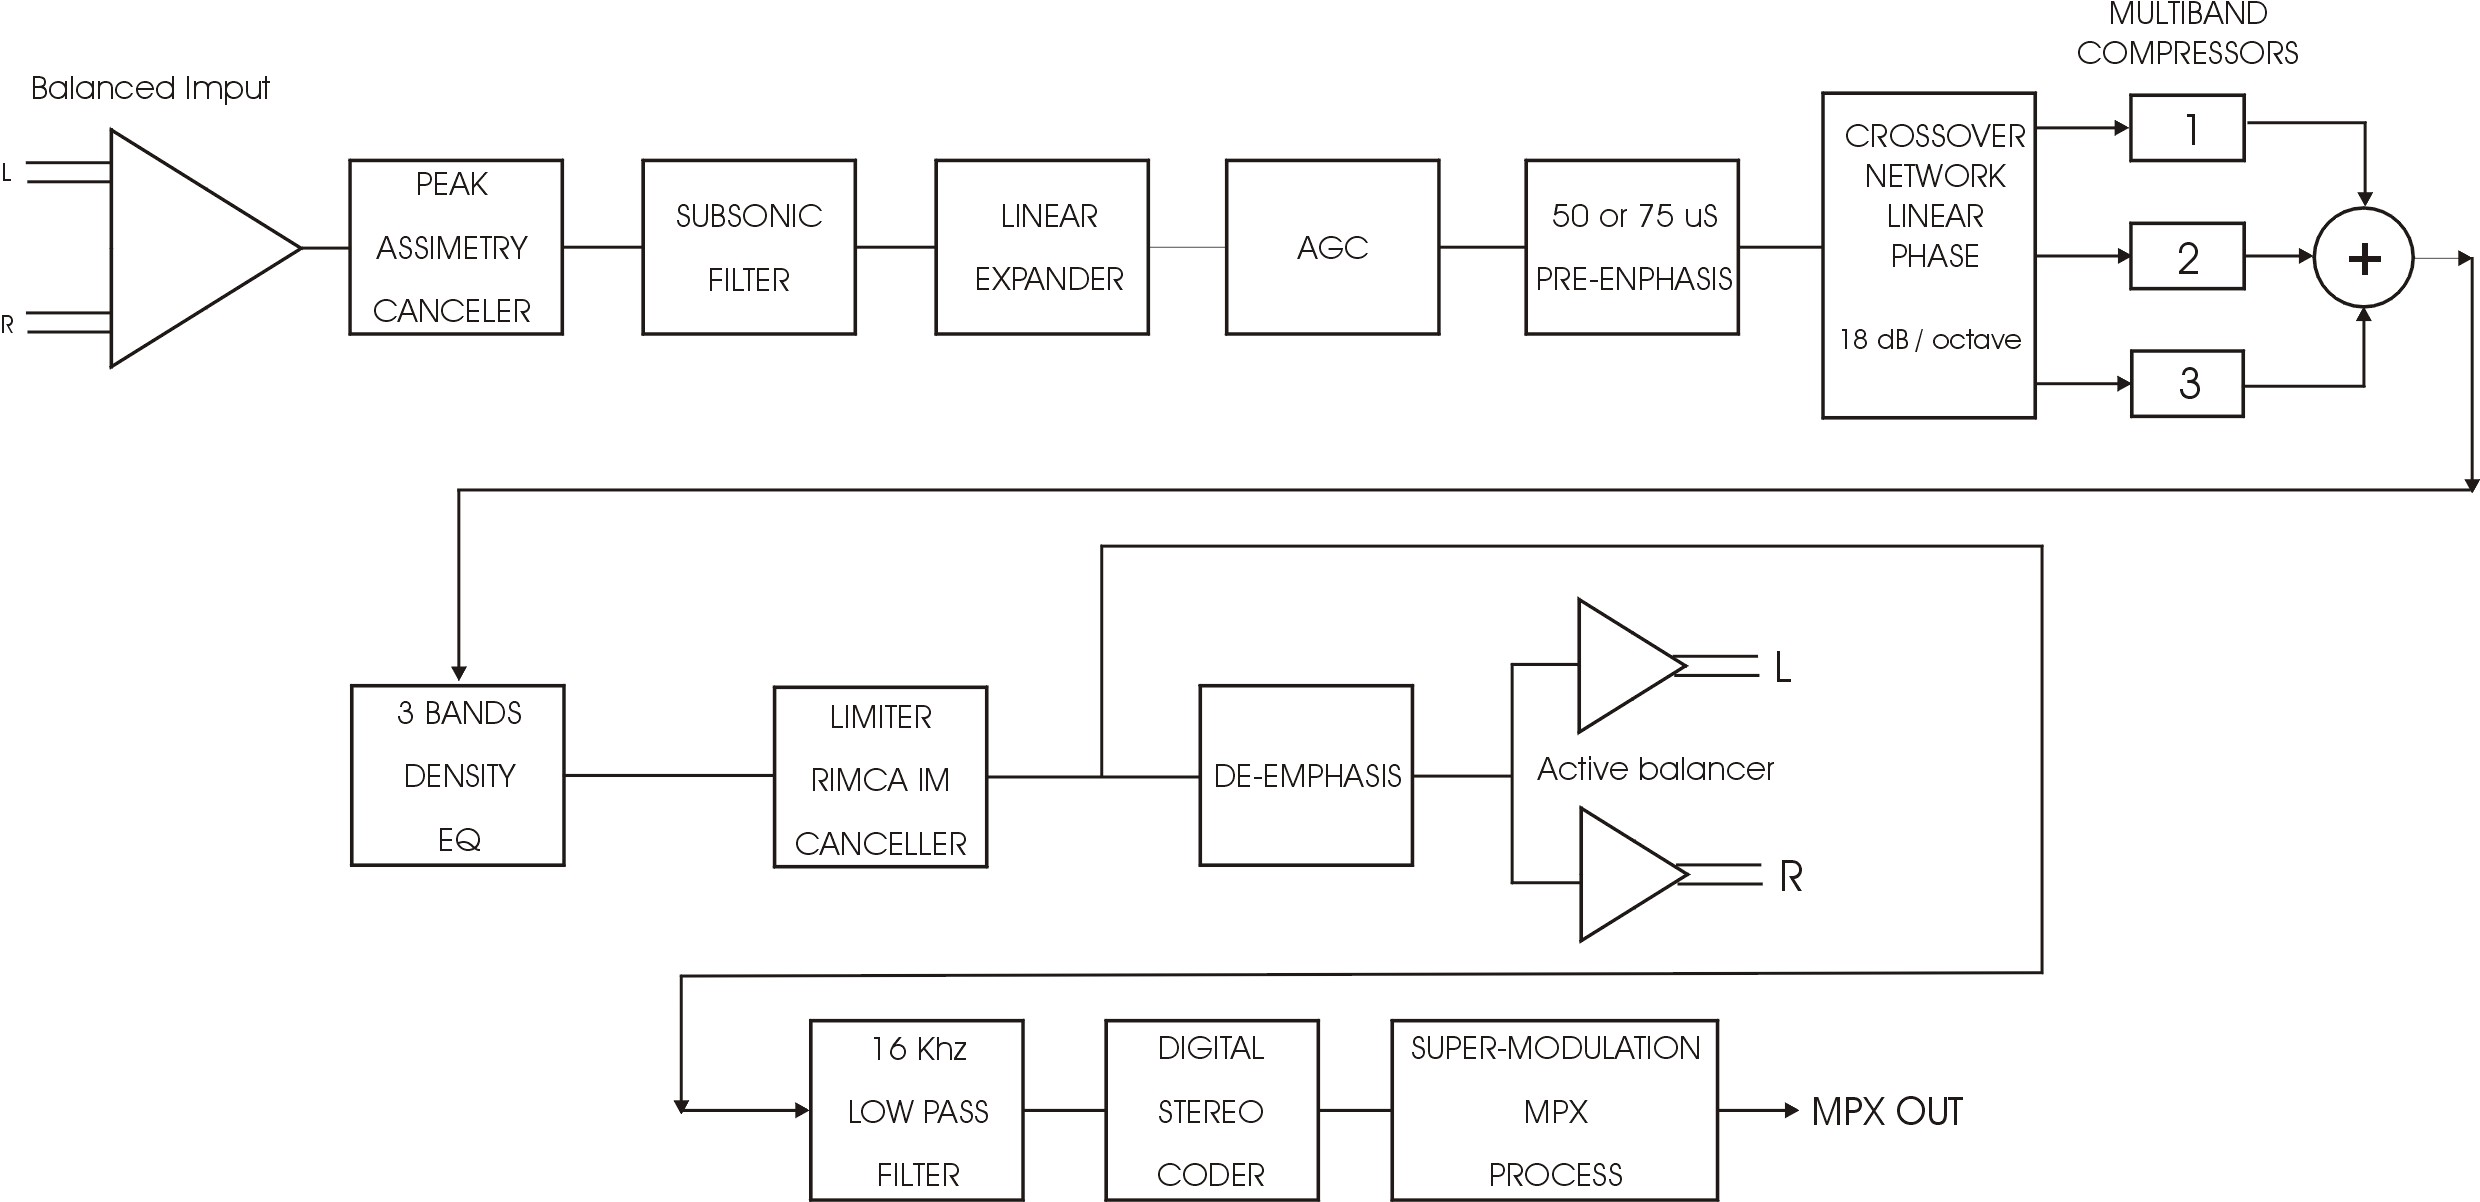 MULTIBAND
COMPRESSORS
Balanced Imput
L
R
PEAK
ASSIMETRY
CANCELER
SUBSONIC
FILTER
LINEAR
EXPANDER
AGC
50 or 75 uS
PRE-ENPHASIS
CROSSOVER
NETWORK
LINEAR
PHASE
18 dB / octave
1
2
3
+
3 BANDS
DENSITY
EQ
LIMITER
RIMCA IM
CANCELLER
DE-EMPHASIS
L
Active balancer
R
16 Khz
LOW PASS
FILTER
DIGITAL
STEREO
CODER
SUPER-MODULATION
MPX
PROCESS
MPX OUT